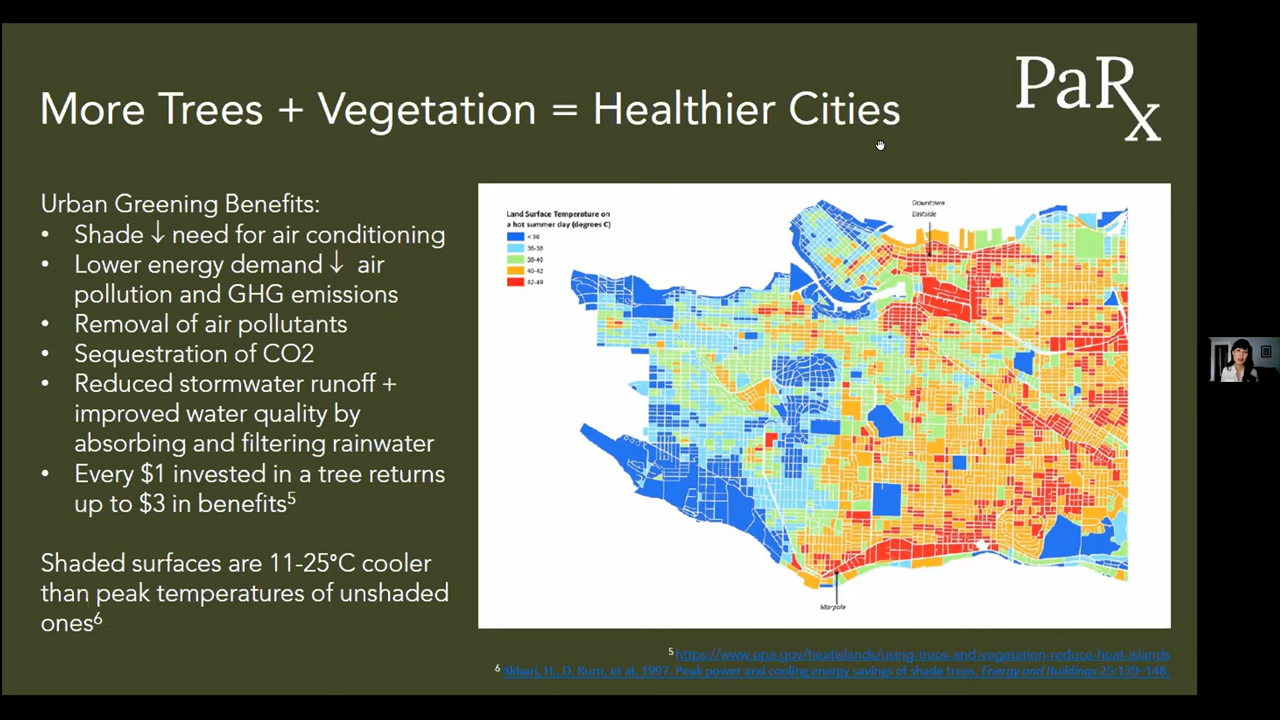 More Trees + Vegetation = Healthier Cities
PaRx
Urban Greening Benefits:
• Shade ↓ need for air conditioning
• Lower energy demand ↓ air
pollution and GHG emissions
• Removal of air pollutants
• Sequestration of CO2
• Reduced stormwater runoff +
improved water quality by
absorbing and filtering rainwater
• Every $1 invested in a tree returns
up to $3 in benefits5
Shaded surfaces are 11-25°C cooler
than peak temperatures of unshaded
ones6
Land Surface Temperature on
a hot summer day (degrees C)
< 36
36-38
38-40
40-42
42-49
Downtown
Eastside
Marpole
5 https://www.epa.gov/heatislands/using-trees-and-vegetation-reduce-heat-islands
6 Akbari, H., D. Kurn, et al. 1997. Peak power and cooling energy savings of shade trees. Energy and Buildings 25:139–148.